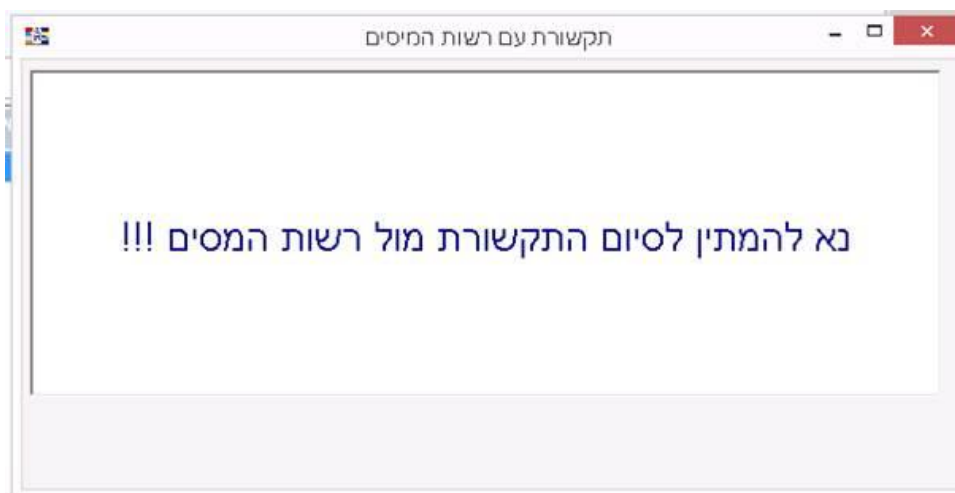 תקשורת עם רשות המיסים
נא להמתין לסיום התקשורת מול רשות המסים !!!